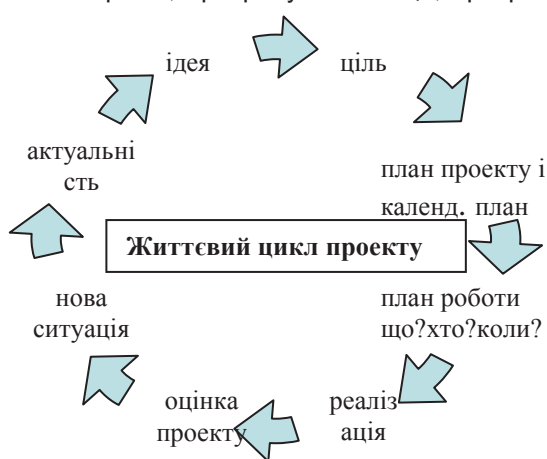 ідея
ціль
актуальні
сть
план проекту і
календ. план
Життєвий цикл проекту
нова
ситуація
план роботи
що?хто?коли?
оцінка
проекту
реаліз
ація